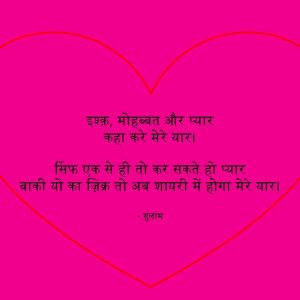 इश्क़, मोहब्बत और प्यार
कहा करे मेरे यार।
सिर्फ एक से ही तो कर सकते हो प्यार
बाकी यो का ज़िक्र तो अब शायरी में होगा मेरे यार।
- गुलाम